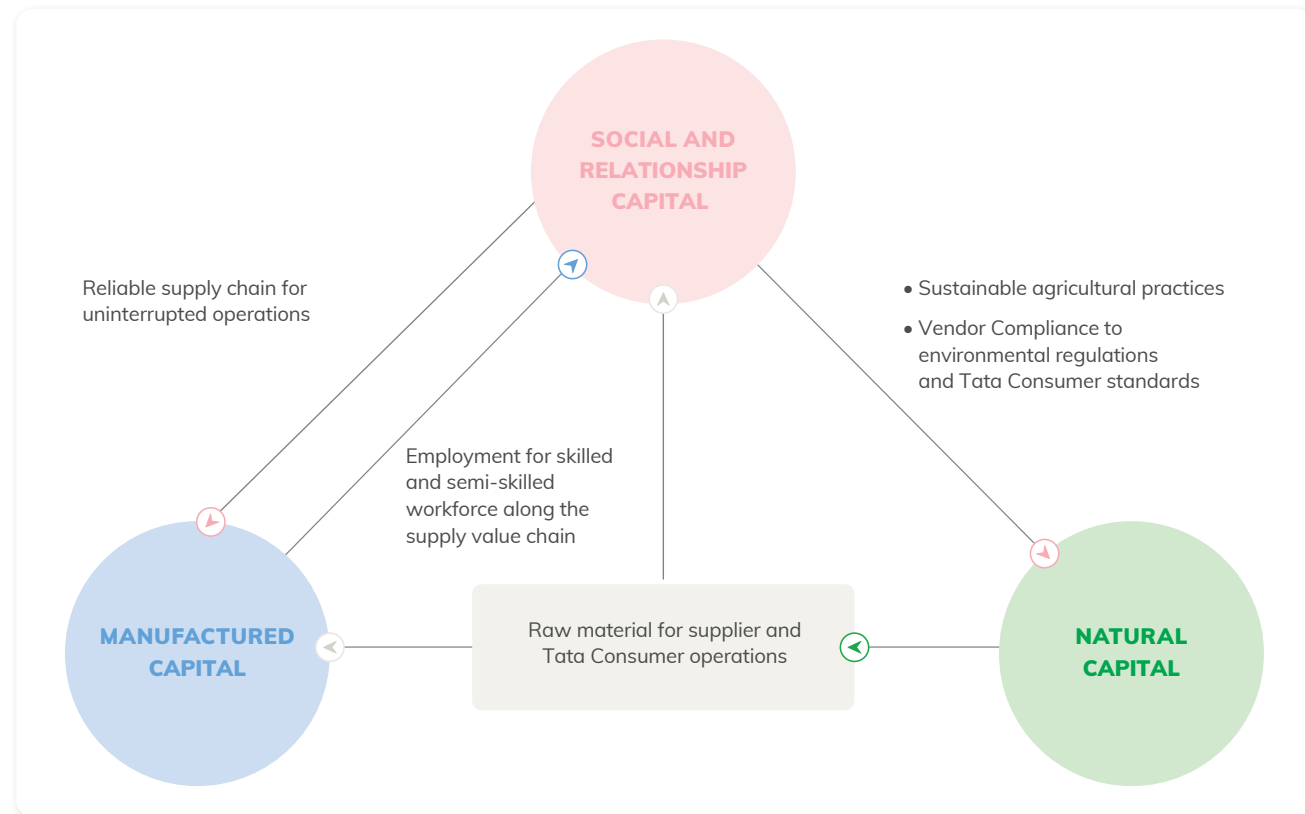 SOCIAL AND
RELATIONSHIP
CAPITAL
Reliable supply chain for
uninterrupted operations
• Sustainable agricultural practices
• Vendor Compliance to
environmental regulations
and Tata Consumer standards
Employment for skilled
and semi-skilled
workforce along the
supply value chain
MANUFACTURED
CAPITAL
Raw material for supplier and
Tata Consumer operations
NATURAL
CAPITAL